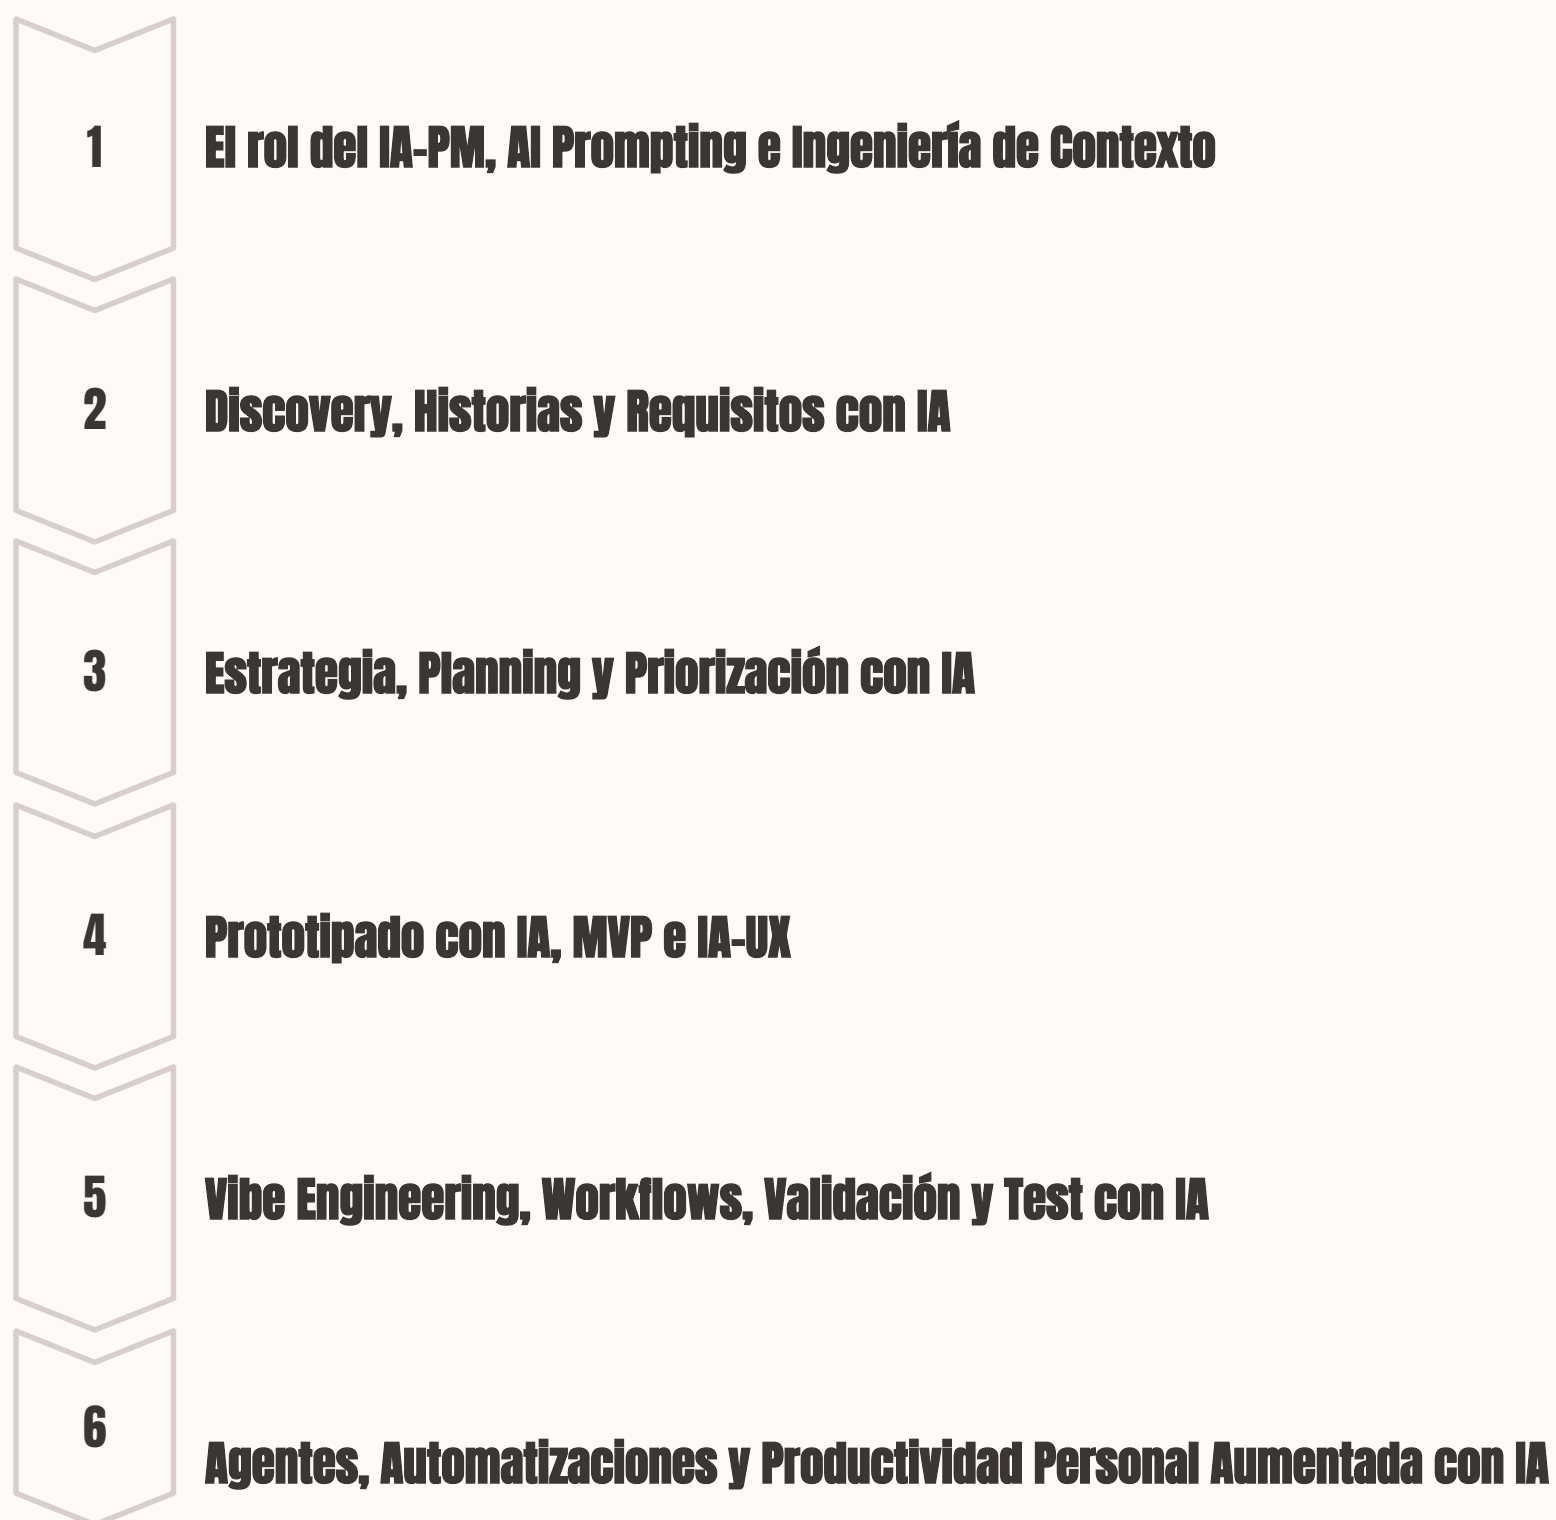 1
El rol del IA-PM, AI Prompting e Ingeniería de Contexto
2
Discovery, Historias y Requisitos con IA
3
Estrategia, Planning y Priorización con IA
4
Prototipado con IA, MVP e IA-UX
5
Vibe Engineering, Workflows, Validación y Test con IA
6
Agentes, Automatizaciones y Productividad Personal Aumentada con IA